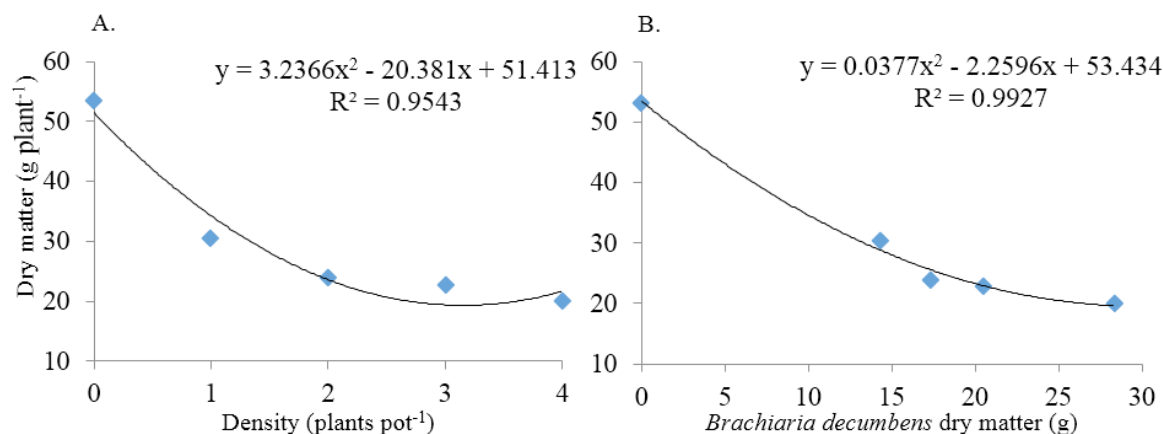 A.
y = 3.2366x² - 20.381x + 51.413
R² = 0.9543
Dry matter (g plant⁻¹)
60
50
40
30
20
10
0 1 2 3 4
Density (plants pot⁻¹)
B.
y = 0.0377x² - 2.2596x + 53.434
R² = 0.9927
60
50
40
30
20
10
0 5 10 15 20 25 30
Brachiaria decumbens dry matter (g)